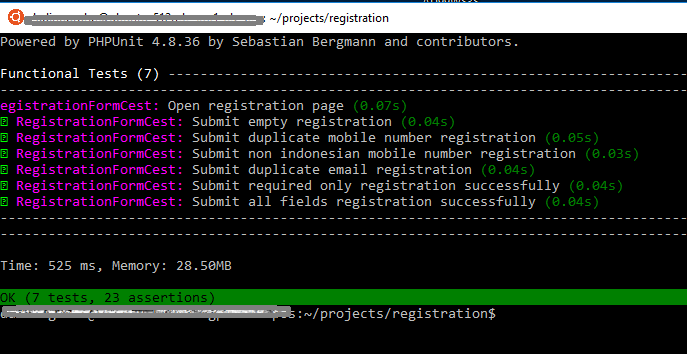 : ~/projects/registration
Powered by PHPUnit 4.8.36 by Sebastian Bergmann and contributors.
Functional Tests (7) --------------------------------------------------------------------
--------------------------------------------------------------------------------------
egistrationFormCest: Open registration page (0.07s)
RegistrationFormCest: Submit empty registration (0.04s)
RegistrationFormCest: Submit duplicate mobile number registration (0.05s)
RegistrationFormCest: Submit non indonesian mobile number registration (0.03s)
RegistrationFormCest: Submit duplicate email registration (0.04s)
RegistrationFormCest: Submit required only registration successfully (0.04s)
RegistrationFormCest: Submit all fields registration successfully (0.04s)
--------------------------------------------------------------------------------------
--------------------------------------------------------------------------------------
Time: 525 ms, Memory: 28.50MB
OK (7 tests, 23 assertions)
:~/projects/registration$